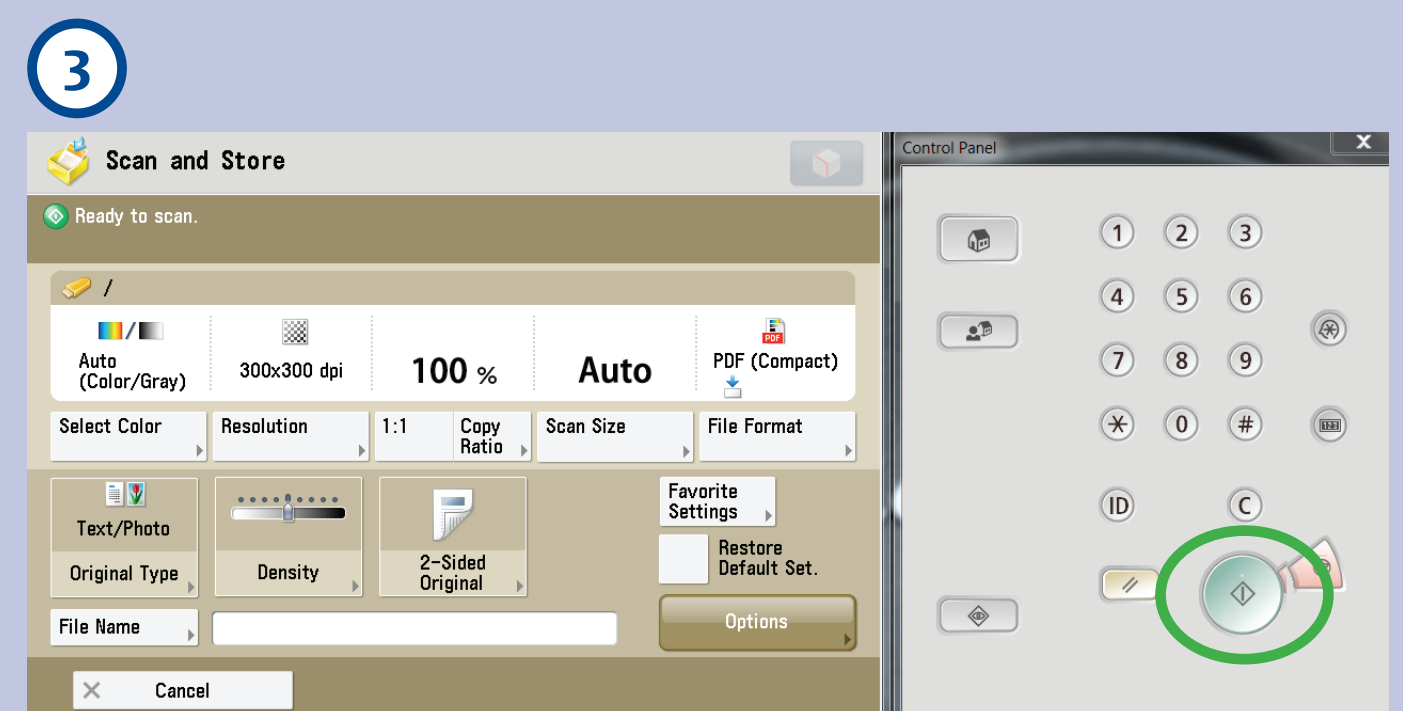 3
Scan and Store
Control Panel
X
Ready to scan.
/
Auto
(Color/Gray)
300x300 dpi
100 %
Auto
PDF
PDF (Compact)
Select Color
Resolution
1:1
Copy
Ratio
Scan Size
File Format
Text/Photo
Original Type
Density
2-Sided
Original
Favorite
Settings
Restore
Default Set.
File Name
Options
Cancel
1 2 3
4 5 6
7 8 9
* 0 #
123
ID C